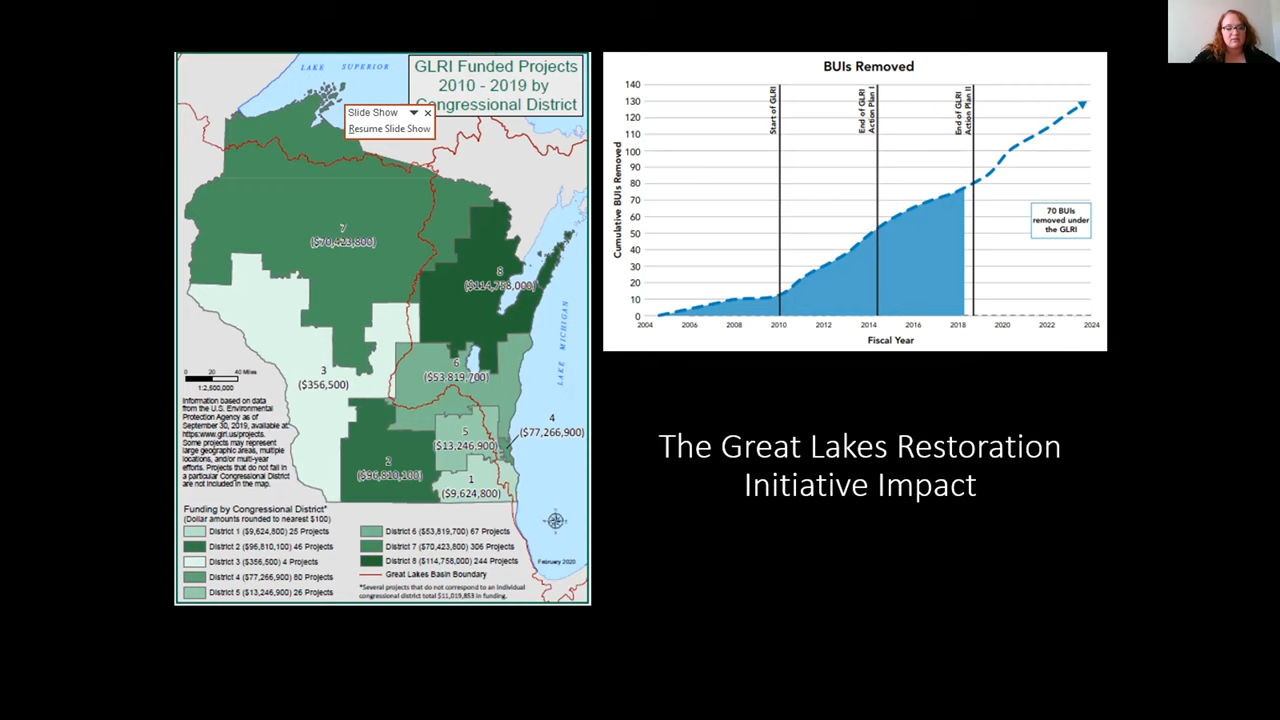 LAKE SUPERIOR
GLRI Funded Projects
2010 - 2019 by
Congressional District
Slide Show
Resume Slide Show
7
($70,423,800)
8
($114,758,000)
LAKE MICHIGAN
6
($53,819,700)
3
($356,500)
4
($77,266,900)
5
($13,246,900)
2
($96,810,100)
1
($9,624,800)
0 20 40 Miles
1:2,500,000
Information based on data
from the U.S. Environmental
Protection Agency as of
September 30, 2019, available at:
https:www.glri.us/projects.
Some projects may represent
large geographic areas, multiple
locations, and/or multi-year
efforts. Projects that do not fall in
a particular Congressional District
are not included in the map.
Funding by Congressional District*
(Dollar amounts rounded to nearest $100)
District 1 ($9,624,800) 25 Projects
District 2 ($96,810,100) 46 Projects
District 3 ($356,500) 4 Projects
District 4 ($77,266,900) 80 Projects
District 5 ($13,246,900) 26 Projects
District 6 ($53,819,700) 67 Projects
District 7 ($70,423,800) 306 Projects
District 8 ($114,758,000) 244 Projects
Great Lakes Basin Boundary
*Several projects that do not correspond to an individual
congressional district total $11,019,853 in funding.
February 2020
BUIs Removed
Cumulative BUIs Removed
140
130
120
110
100
90
80
70
60
50
40
30
20
10
0
Start of GLRI
End of GLRI
Action Plan I
End of GLRI
Action Plan II
70 BUIs
removed under
the GLRI
2004 2006 2008 2010 2012 2014 2016 2018 2020 2022 2024
Fiscal Year
The Great Lakes Restoration
Initiative Impact